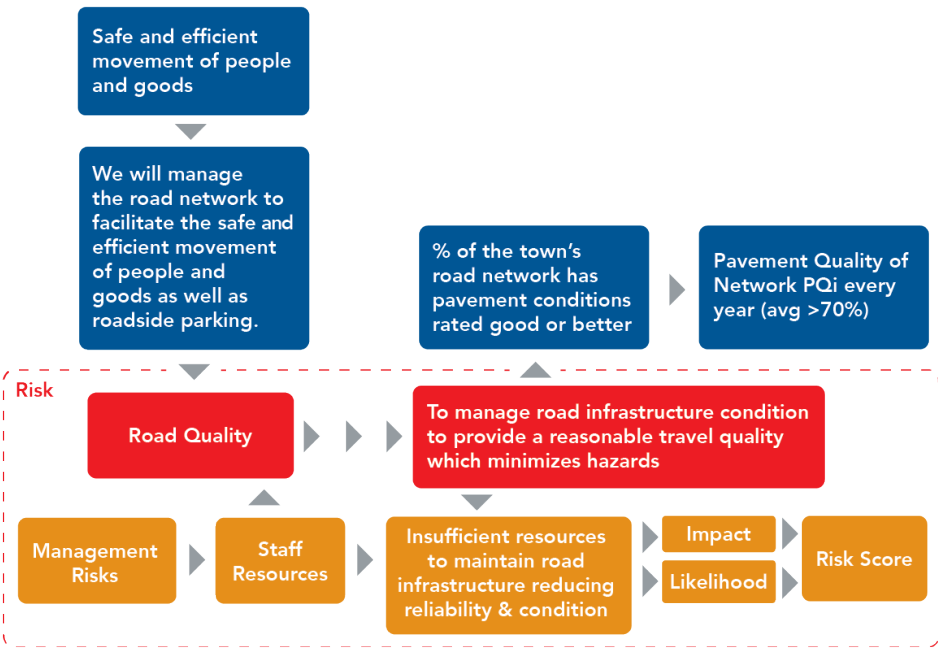 Safe and efficient
movement of people
and goods
We will manage
the road network to
facilitate the safe and
efficient movement
of people and
goods as well as
roadside parking.
% of the town's
road network has
pavement conditions
rated good or better
Pavement Quality of
Network PQi every
year (avg >70%)
Risk
Road Quality
To manage road infrastructure condition
to provide a reasonable travel quality
which minimizes hazards
Management
Risks
Staff
Resources
Insufficient resources
to maintain road
infrastructure reducing
reliability & condition
Impact
Likelihood
Risk Score